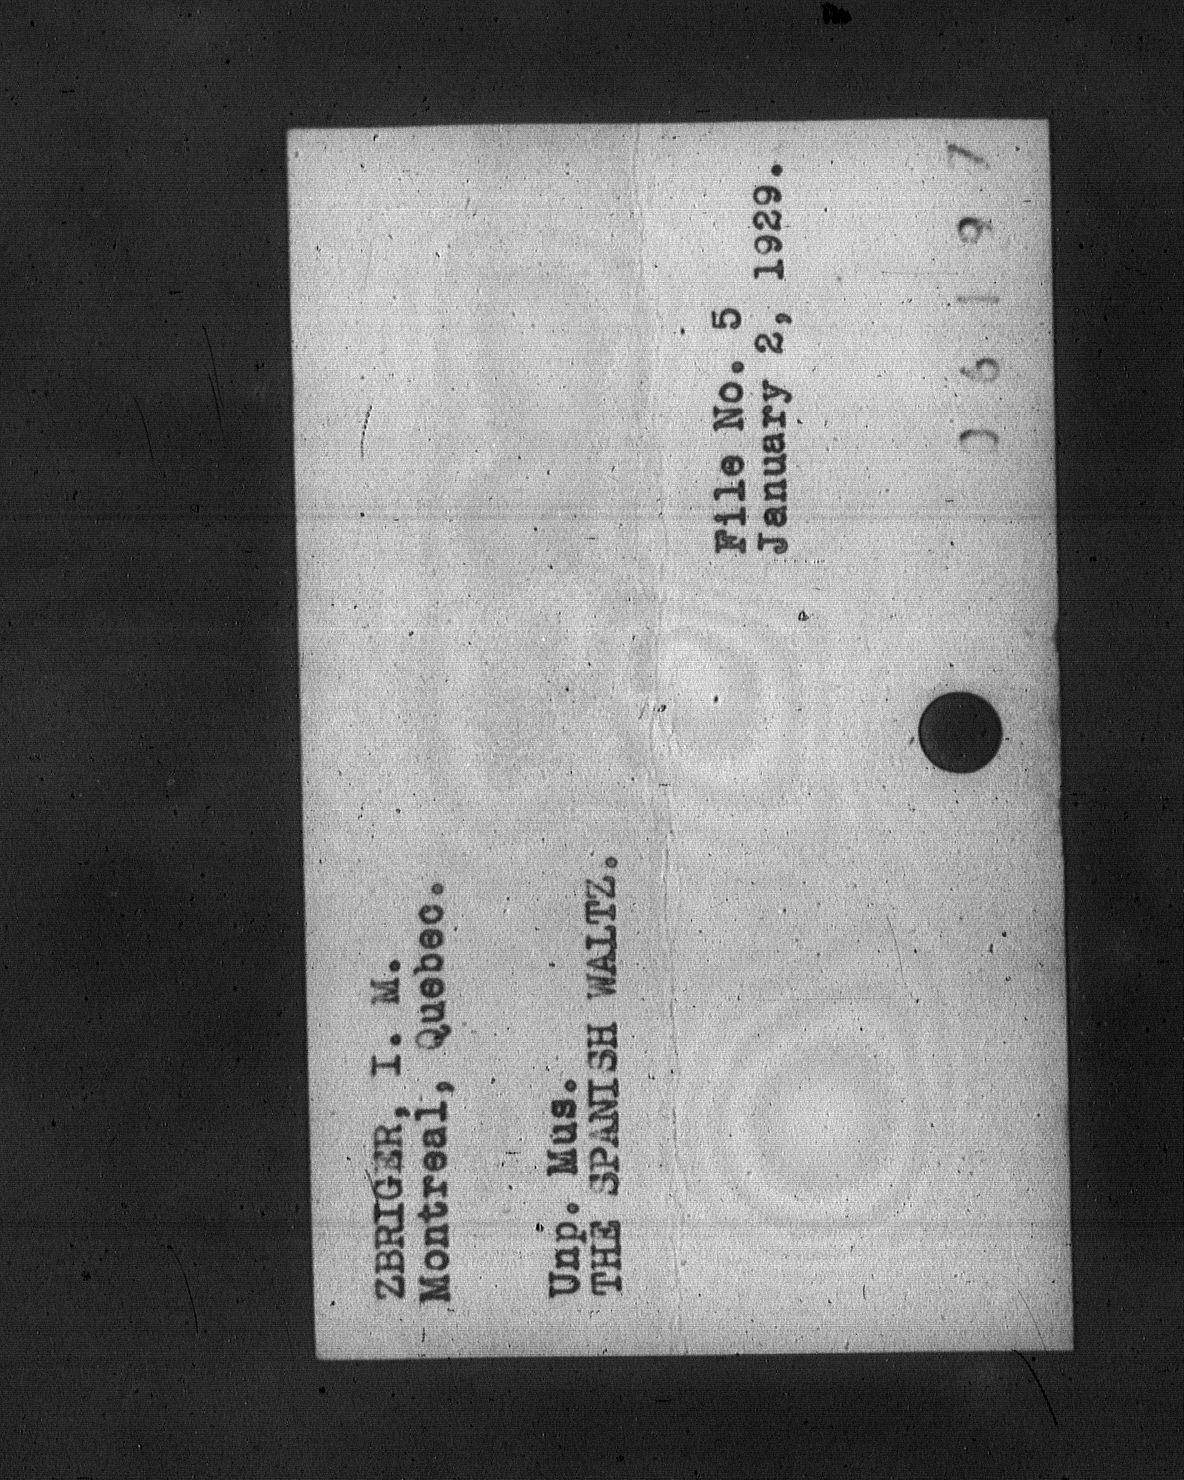 ZBRIGER, I. M.
Montreal, Quebec.
Unp. Mus.
THE SPANISH WALTZ.
File No. 5
January 2, 1929.